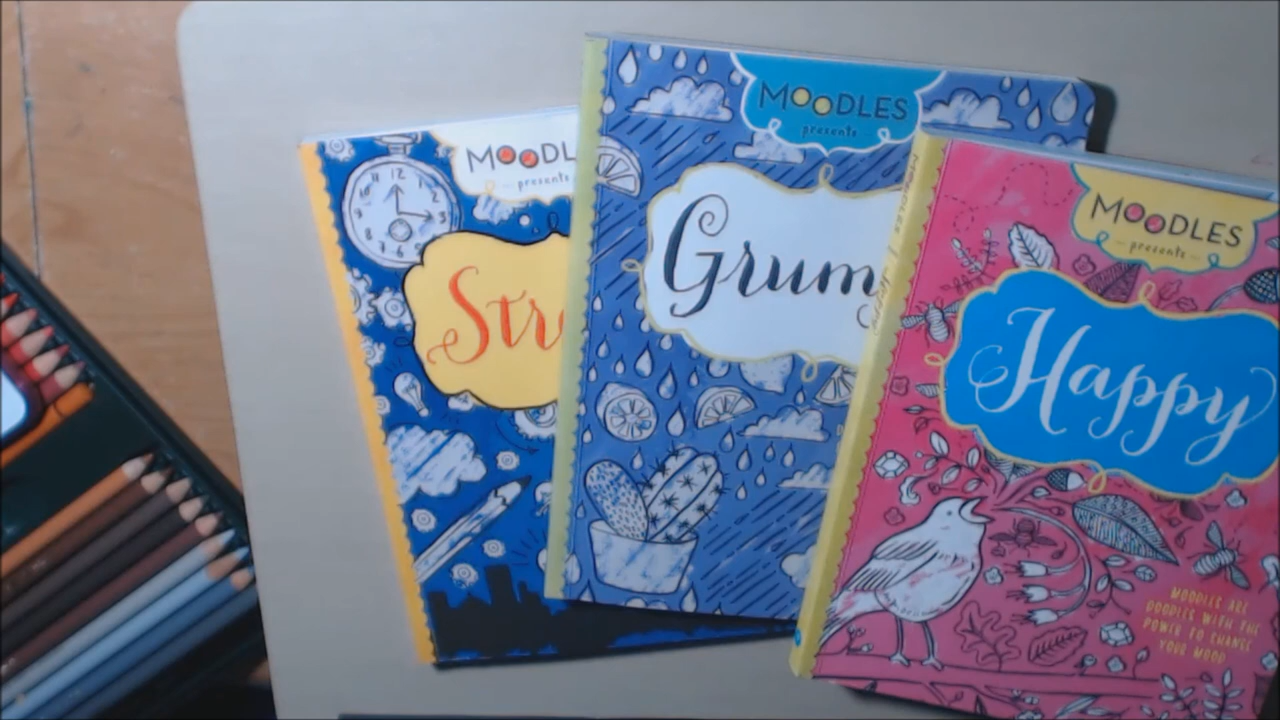 MOODL
presents
Str
MOODLES
presents
Grum
MOODLES
presents
Happy
MOODLES ARE
DOODLES WITH THE
POWER TO CHANGE
YOUR MOOD